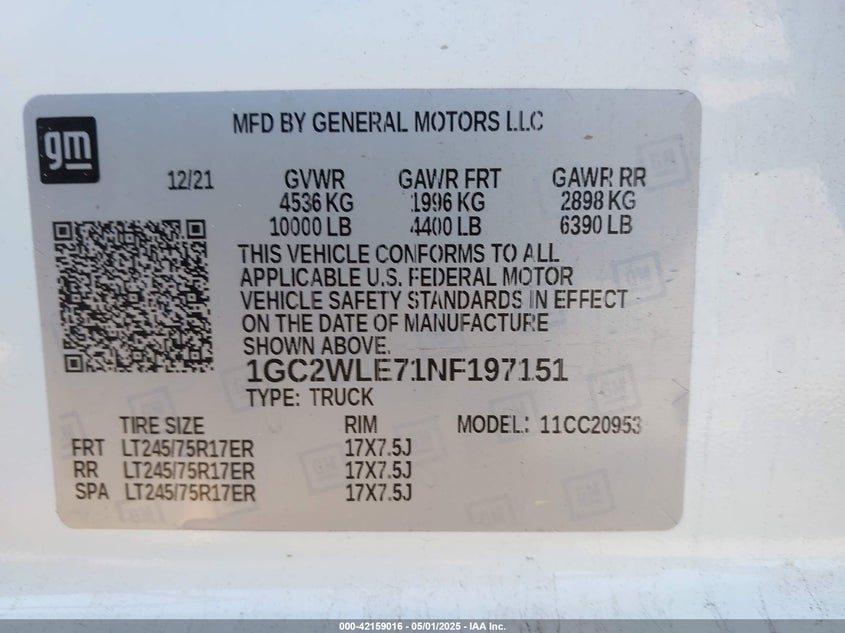 gm
MFD BY GENERAL MOTORS LLC
12/21 GVWR GAWR FRT GAWR RR
4536 KG 1996 KG 2898 KG
10000 LB 4400 LB 6390 LB
THIS VEHICLE CONFORMS TO ALL
APPLICABLE U.S. FEDERAL MOTOR
VEHICLE SAFETY STANDARDS IN EFFECT
ON THE DATE OF MANUFACTURE
SHOWN ABOVE.
1GC2WLE71NF197151
TYPE: TRUCK
TIRE SIZE RIM MODEL: 11CC20953
FRT LT245/75R17ER 17X7.5J
RR LT245/75R17ER 17X7.5J
SPA LT245/75R17ER 17X7.5J
000-42159016 - 05/01/2025 - IAA Inc.